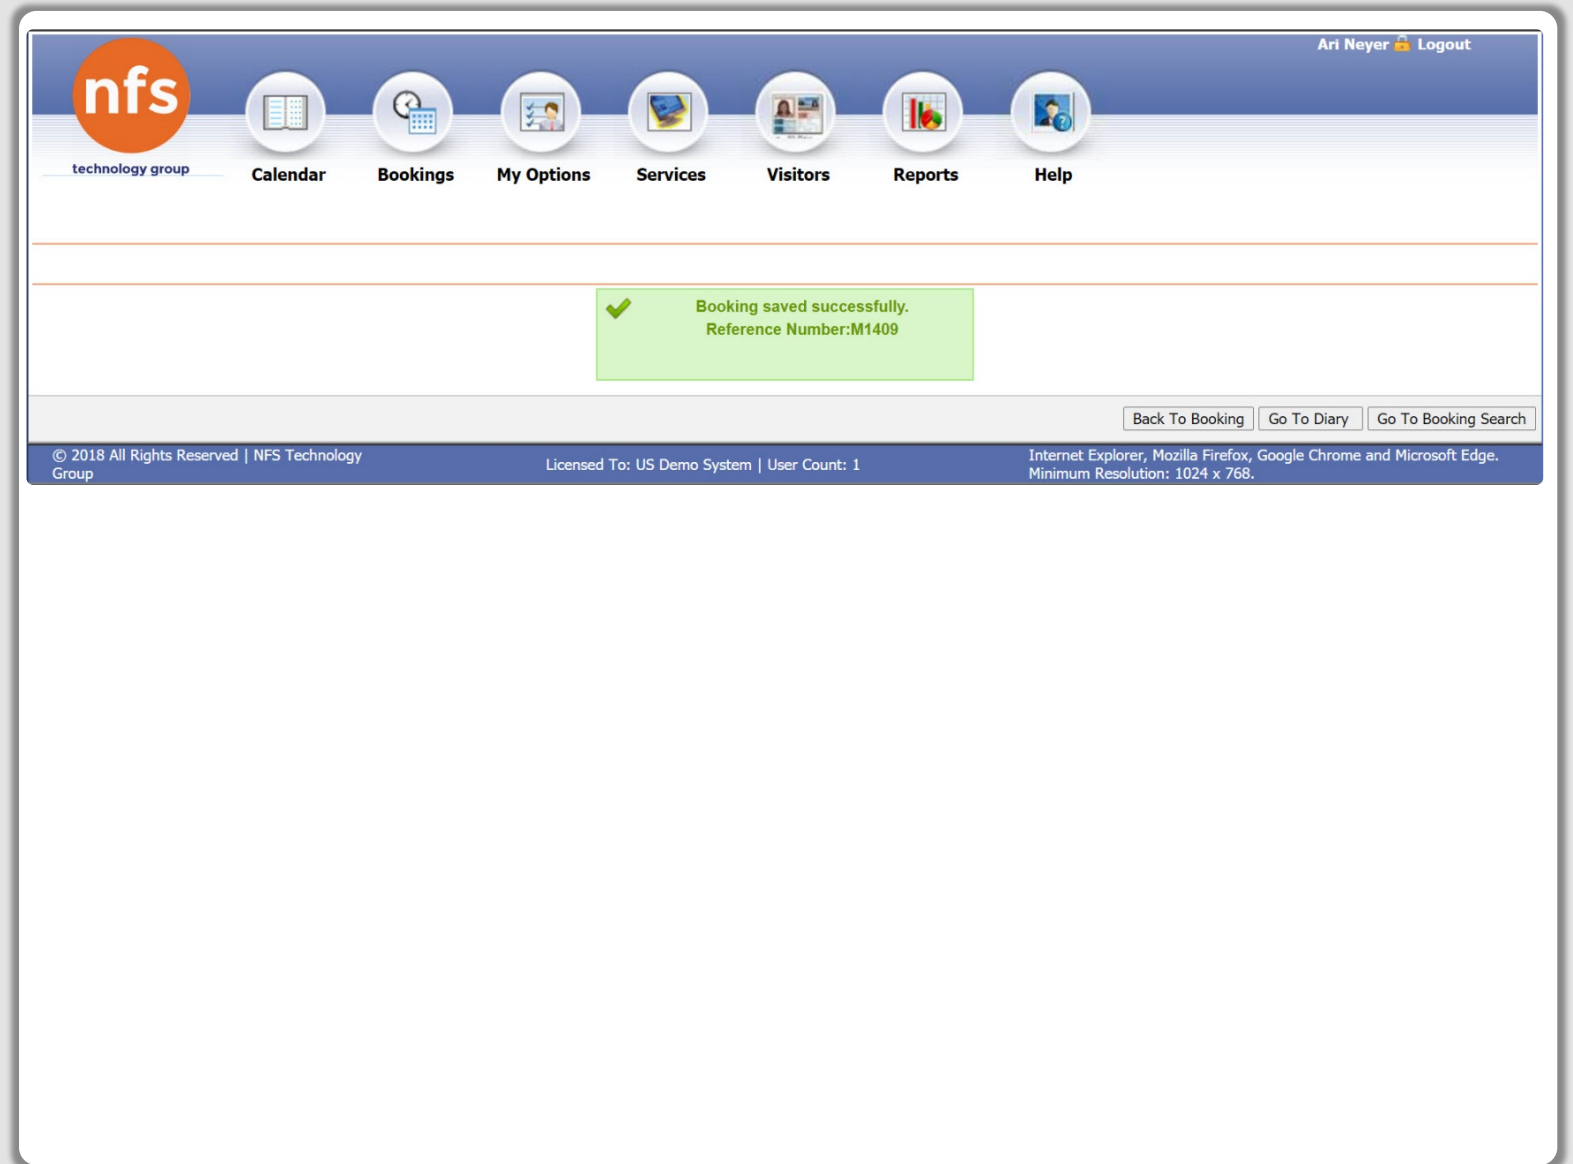 Ari Neyer Logout
nfs
technology group
Calendar
Bookings
My Options
Services
Visitors
Reports
Help
Booking saved successfully.
Reference Number:M1409
Back To Booking
Go To Diary
Go To Booking Search
© 2018 All Rights Reserved | NFS Technology
Group
Licensed To: US Demo System | User Count: 1
Internet Explorer, Mozilla Firefox, Google Chrome and Microsoft Edge.
Minimum Resolution: 1024 x 768.